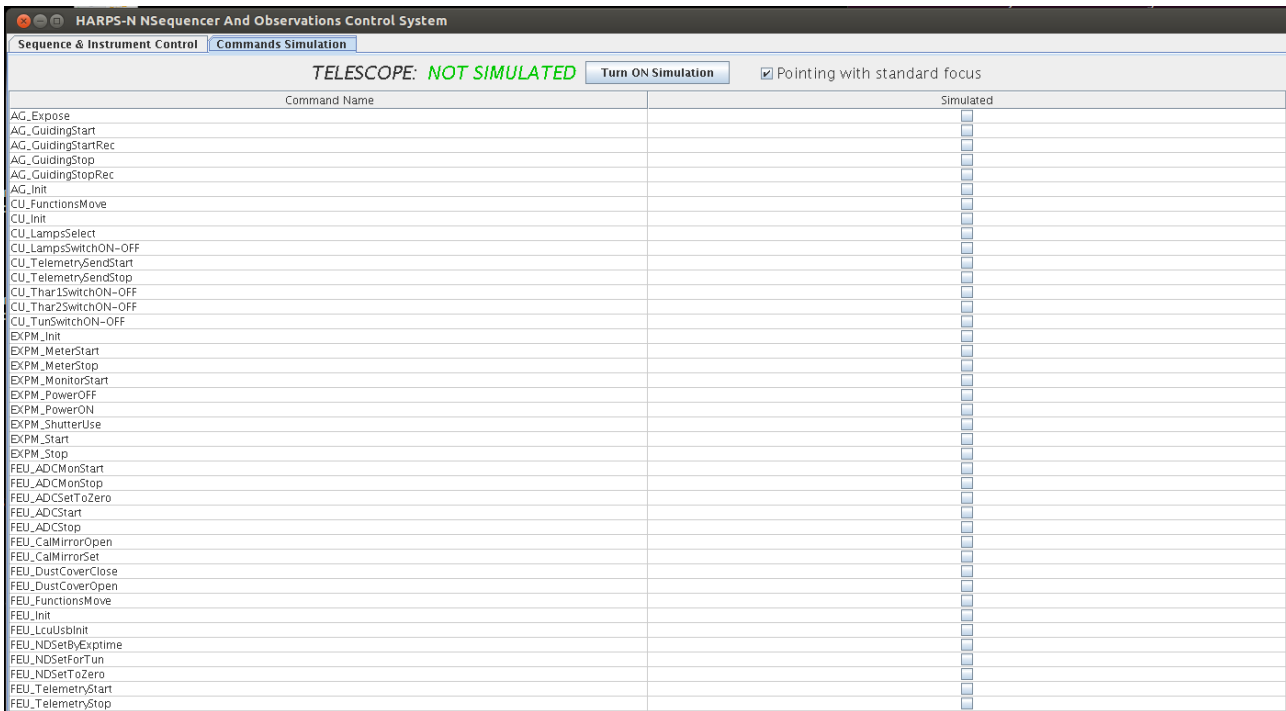 HARPS-N NSequencer And Observations Control System
Sequence & Instrument Control Commands Simulation
TELESCOPE: NOT SIMULATED Turn ON Simulation Pointing with standard focus
Command Name Simulated
AG_Expose
AG_GuidingStart
AG_GuidingStartRec
AG_GuidingStop
AG_GuidingStopRec
AG_Init
CU_FunctionsMove
CU_Init
CU_LampsSelect
CU_LampsSwitchON-OFF
CU_TelemetrySendStart
CU_TelemetrySendStop
CU_Thar1SwitchON-OFF
CU_Thar2SwitchON-OFF
CU_TunSwitchON-OFF
EXPM_Init
EXPM_MeterStart
EXPM_MeterStop
EXPM_MonitorStart
EXPM_PowerOFF
EXPM_PowerON
EXPM_ShutterUse
EXPM_Start
EXPM_Stop
FEU_ADCMonStart
FEU_ADCMonStop
FEU_ADCSetToZero
FEU_ADCStart
FEU_ADCStop
FEU_CalMirrorOpen
FEU_CalMirrorSet
FEU_DustCoverClose
FEU_DustCoverOpen
FEU_FunctionsMove
FEU_Init
FEU_LcuUsbInit
FEU_NDSetByExptime
FEU_NDSetForTun
FEU_NDSetToZero
FEU_TelemetryStart
FEU_TelemetryStop